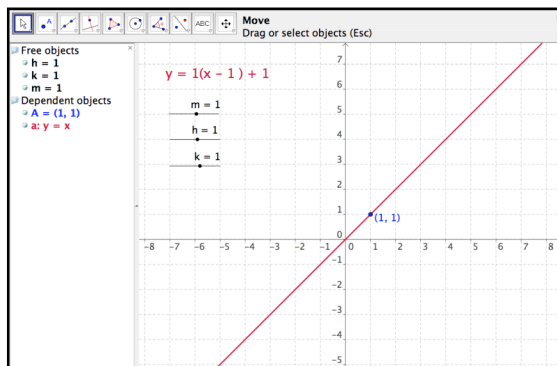 ABC
Move
Drag or select objects (Esc)
Free objects
h = 1
k = 1
m = 1
Dependent objects
A = (1, 1)
a: y = x
y = 1(x – 1) + 1
m = 1
h = 1
k = 1
(1, 1)
7
6
5
4
3
2
1
0
-1
-2
-3
-4
-5
-8 -7 -6 -5 -4 -3 -2 -1 0 1 2 3 4 5 6 7 8